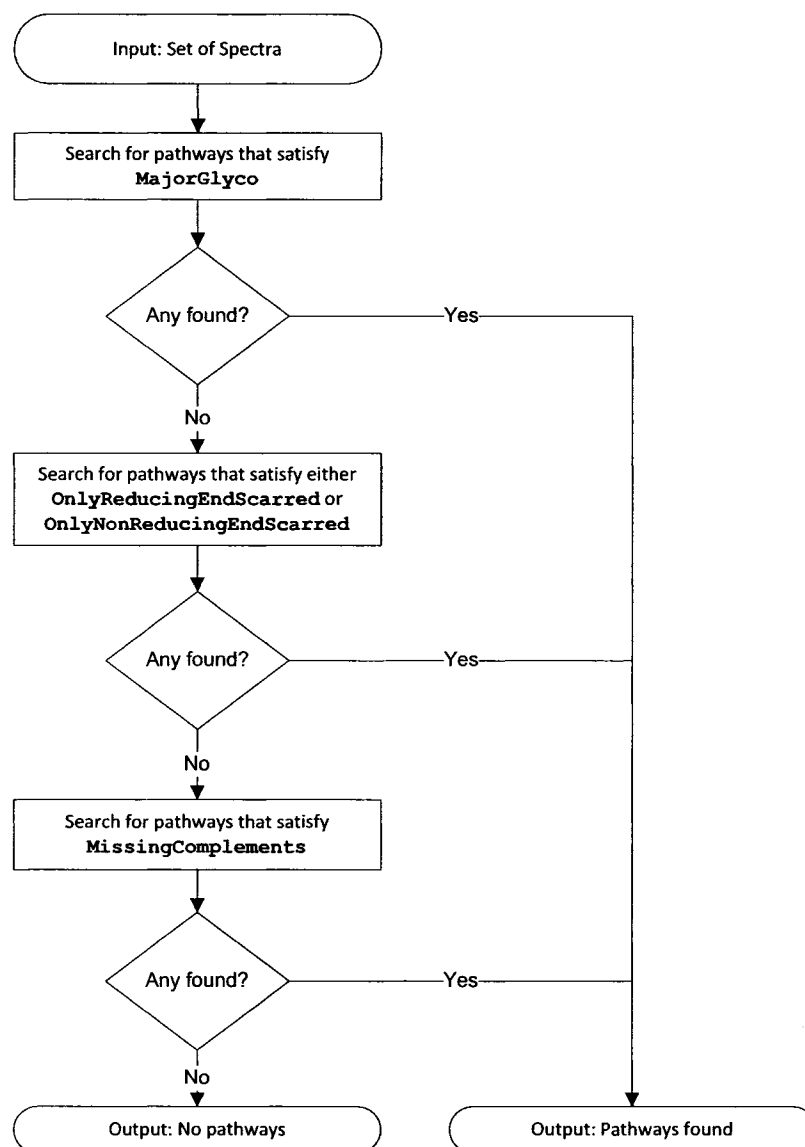 Input: Set of Spectra
Search for pathways that satisfy
MajorGlyco
Any found?
Yes
No
Search for pathways that satisfy either
OnlyReducingEndScarred or
OnlyNonReducingEndScarred
Any found?
Yes
No
Search for pathways that satisfy
MissingComplements
Any found?
Yes
No
Output: No pathways
Output: Pathways found